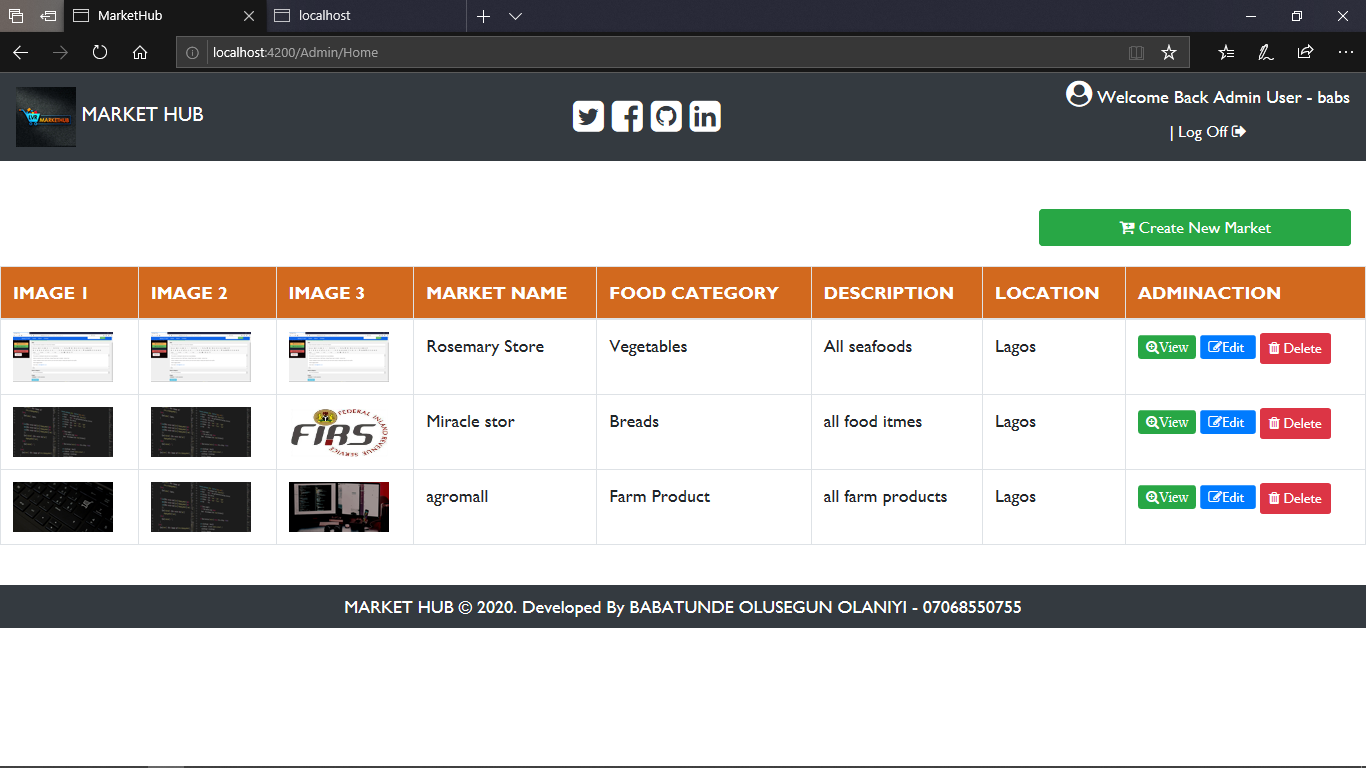 MarketHub
localhost
localhost:4200/Admin/Home
MARKETHUB
MARKET HUB
Welcome Back Admin User - babs
| Log Off
Create New Market
IMAGE 1 IMAGE 2 IMAGE 3 MARKET NAME FOOD CATEGORY DESCRIPTION LOCATION ADMINACTION
Rosemary Store Vegetables All seafoods Lagos View Edit Delete
FEDERAL INLAND REVENUE SERVICE
FIRS
Miracle stor Breads all food itmes Lagos View Edit Delete
agromall Farm Product all farm products Lagos View Edit Delete
MARKET HUB © 2020. Developed By BABATUNDE OLUSEGUN OLANIYI - 07068550755